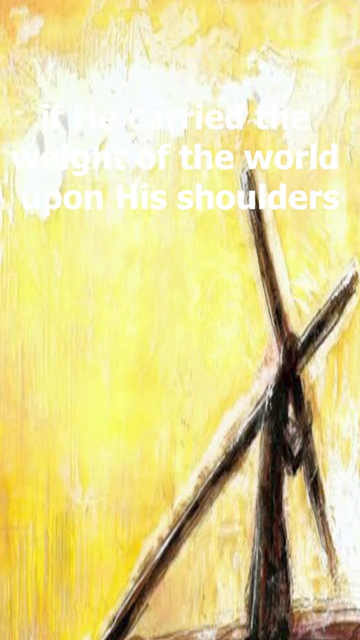 if He carried the
weight of the world
upon His shoulders